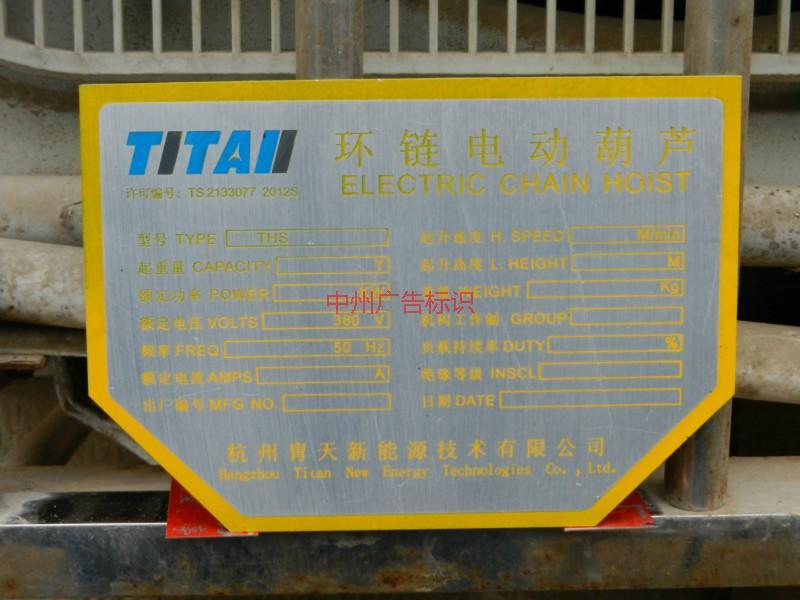 TITAN
环链电动葫芦
ELECTRIC CHAIN HOIST
许可编号: TS2133077 2012S
型号 TYPE THS
起重量 CAPACITY T
额定功率 POWER
额定电压 VOLTS 380 V
频率 FREQ 50 Hz
额定电流 AMPS A
出厂编号 MFG NO.
起升速度 H. SPEED M/min
起升高度 L. HEIGHT M
WEIGHT Kg
机构工作制 GROUP
负载持续率 DUTY %
绝缘等级 INSCL
日期 DATE
中州广告标识
杭州肯天新能源技术有限公司
Hangzhou Titan New Energy Technologies Co., Ltd.